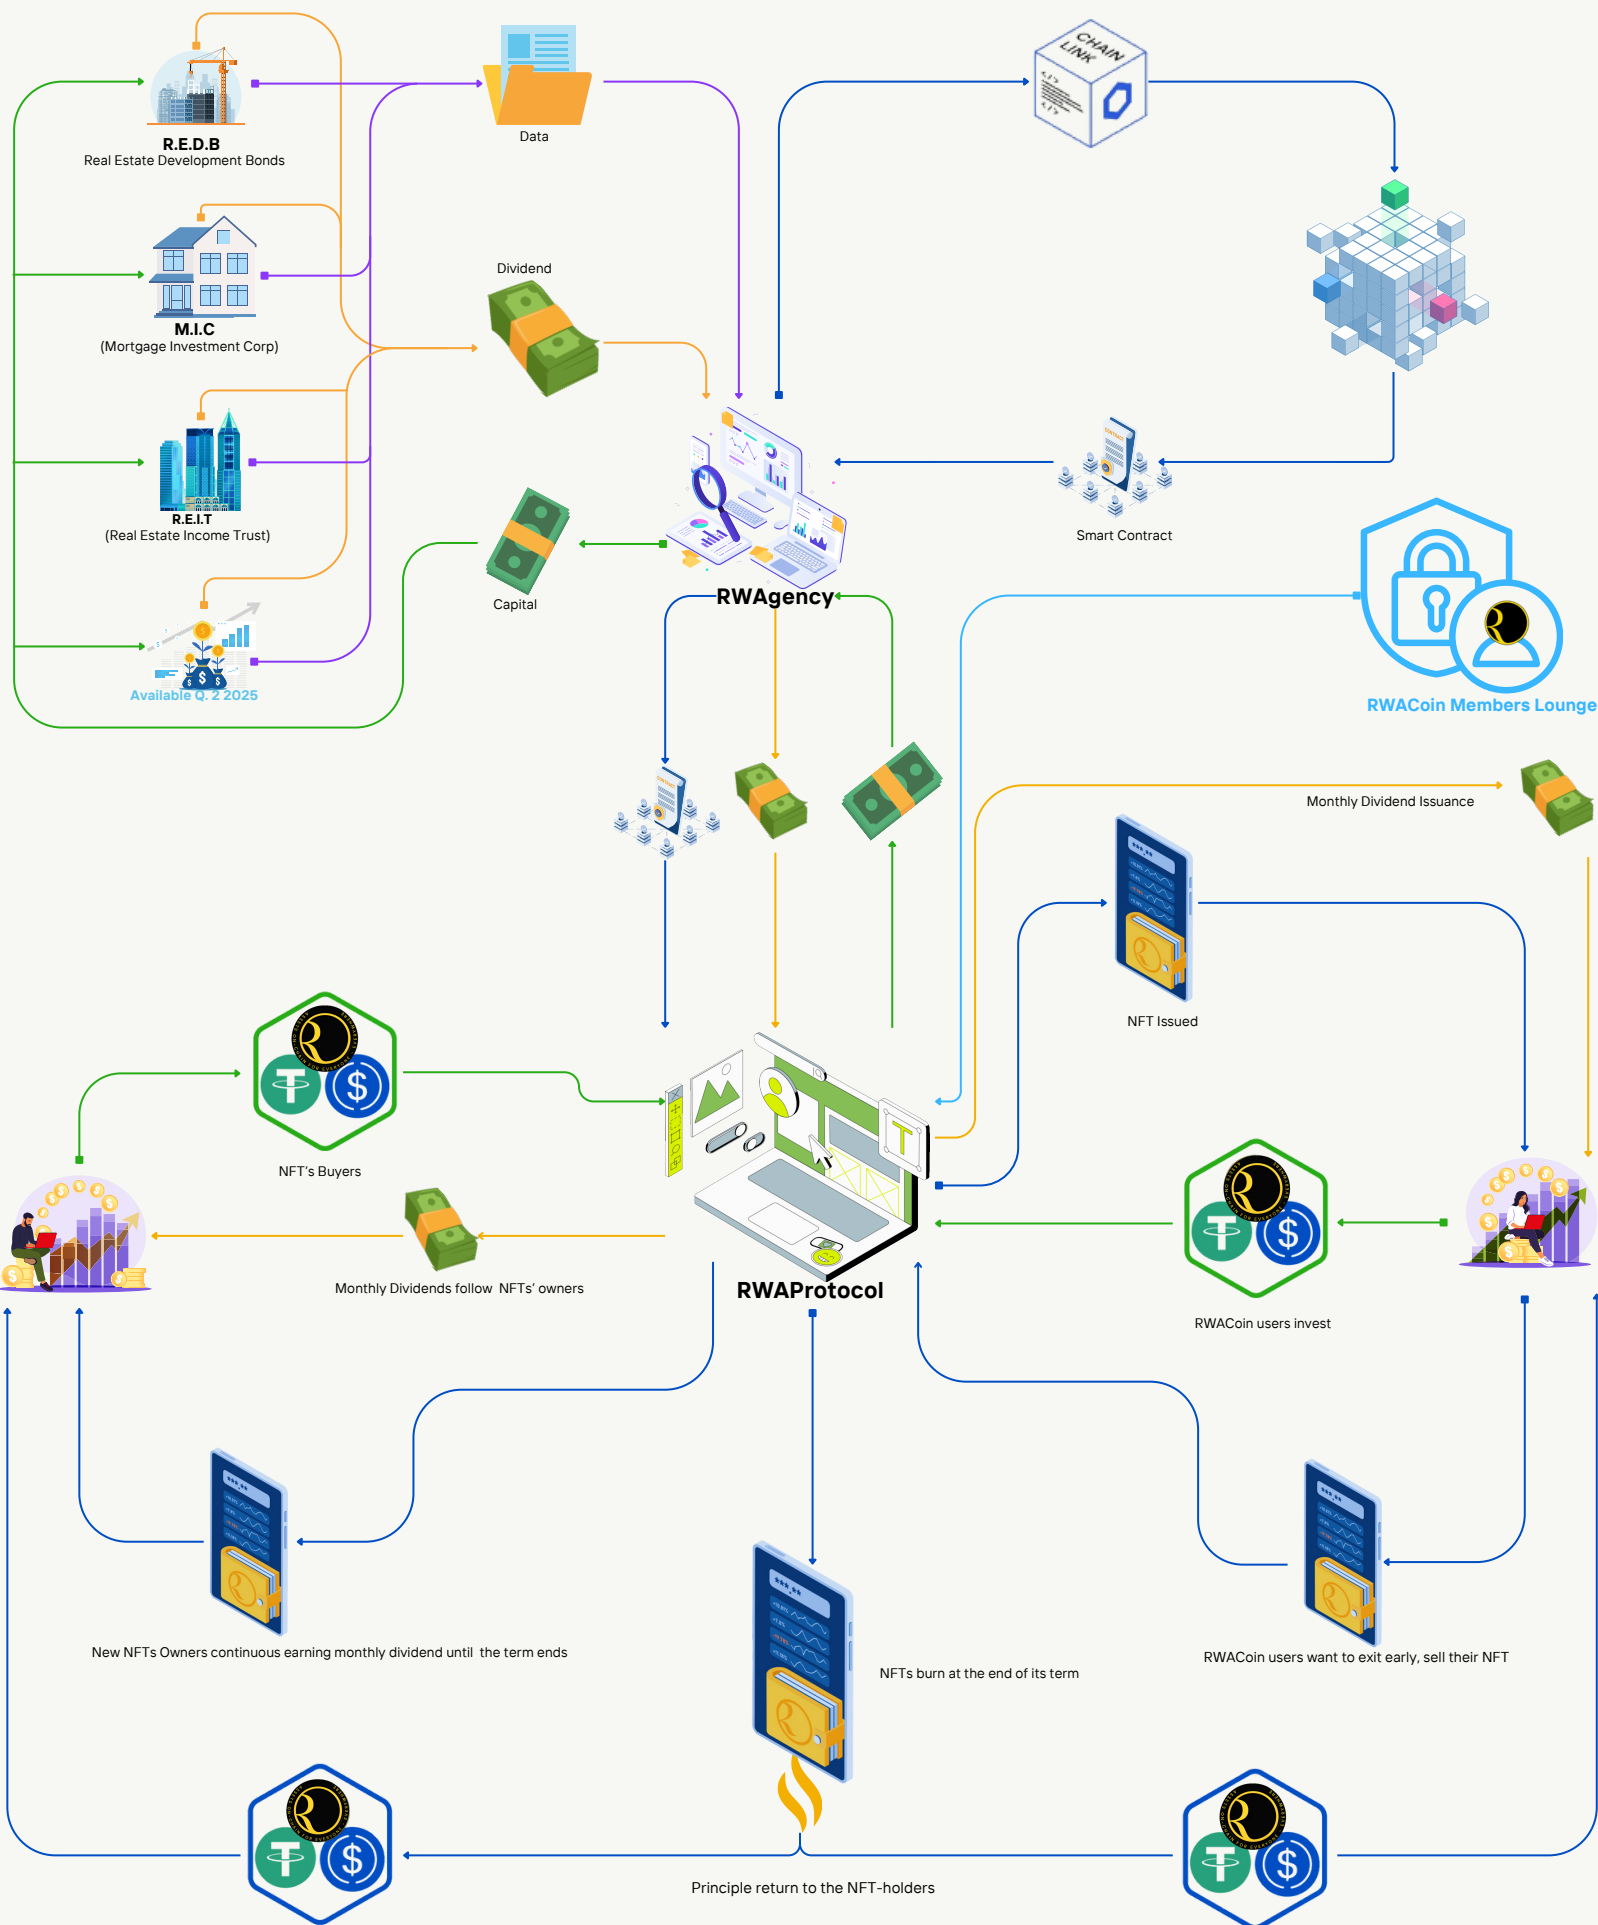 CHAIN
LINK
R.E.D.B
Real Estate Development Bonds
Data
Dividend
M.I.C
(Mortgage Investment Corp)
R.E.I.T
(Real Estate Income Trust)
Smart Contract
Capital
RWAgency
Available Q. 2 2025
RWACoin Members Lounge
Monthly Dividend Issuance
NFT Issued
NFT's Buyers
RWAProtocol
Monthly Dividends follow NFTs' owners
RWACoin users invest
New NFTs Owners continuous earning monthly dividend until the term ends
RWACoin users want to exit early, sell their NFT
NFTs burn at the end of its term
Principle return to the NFT-holders